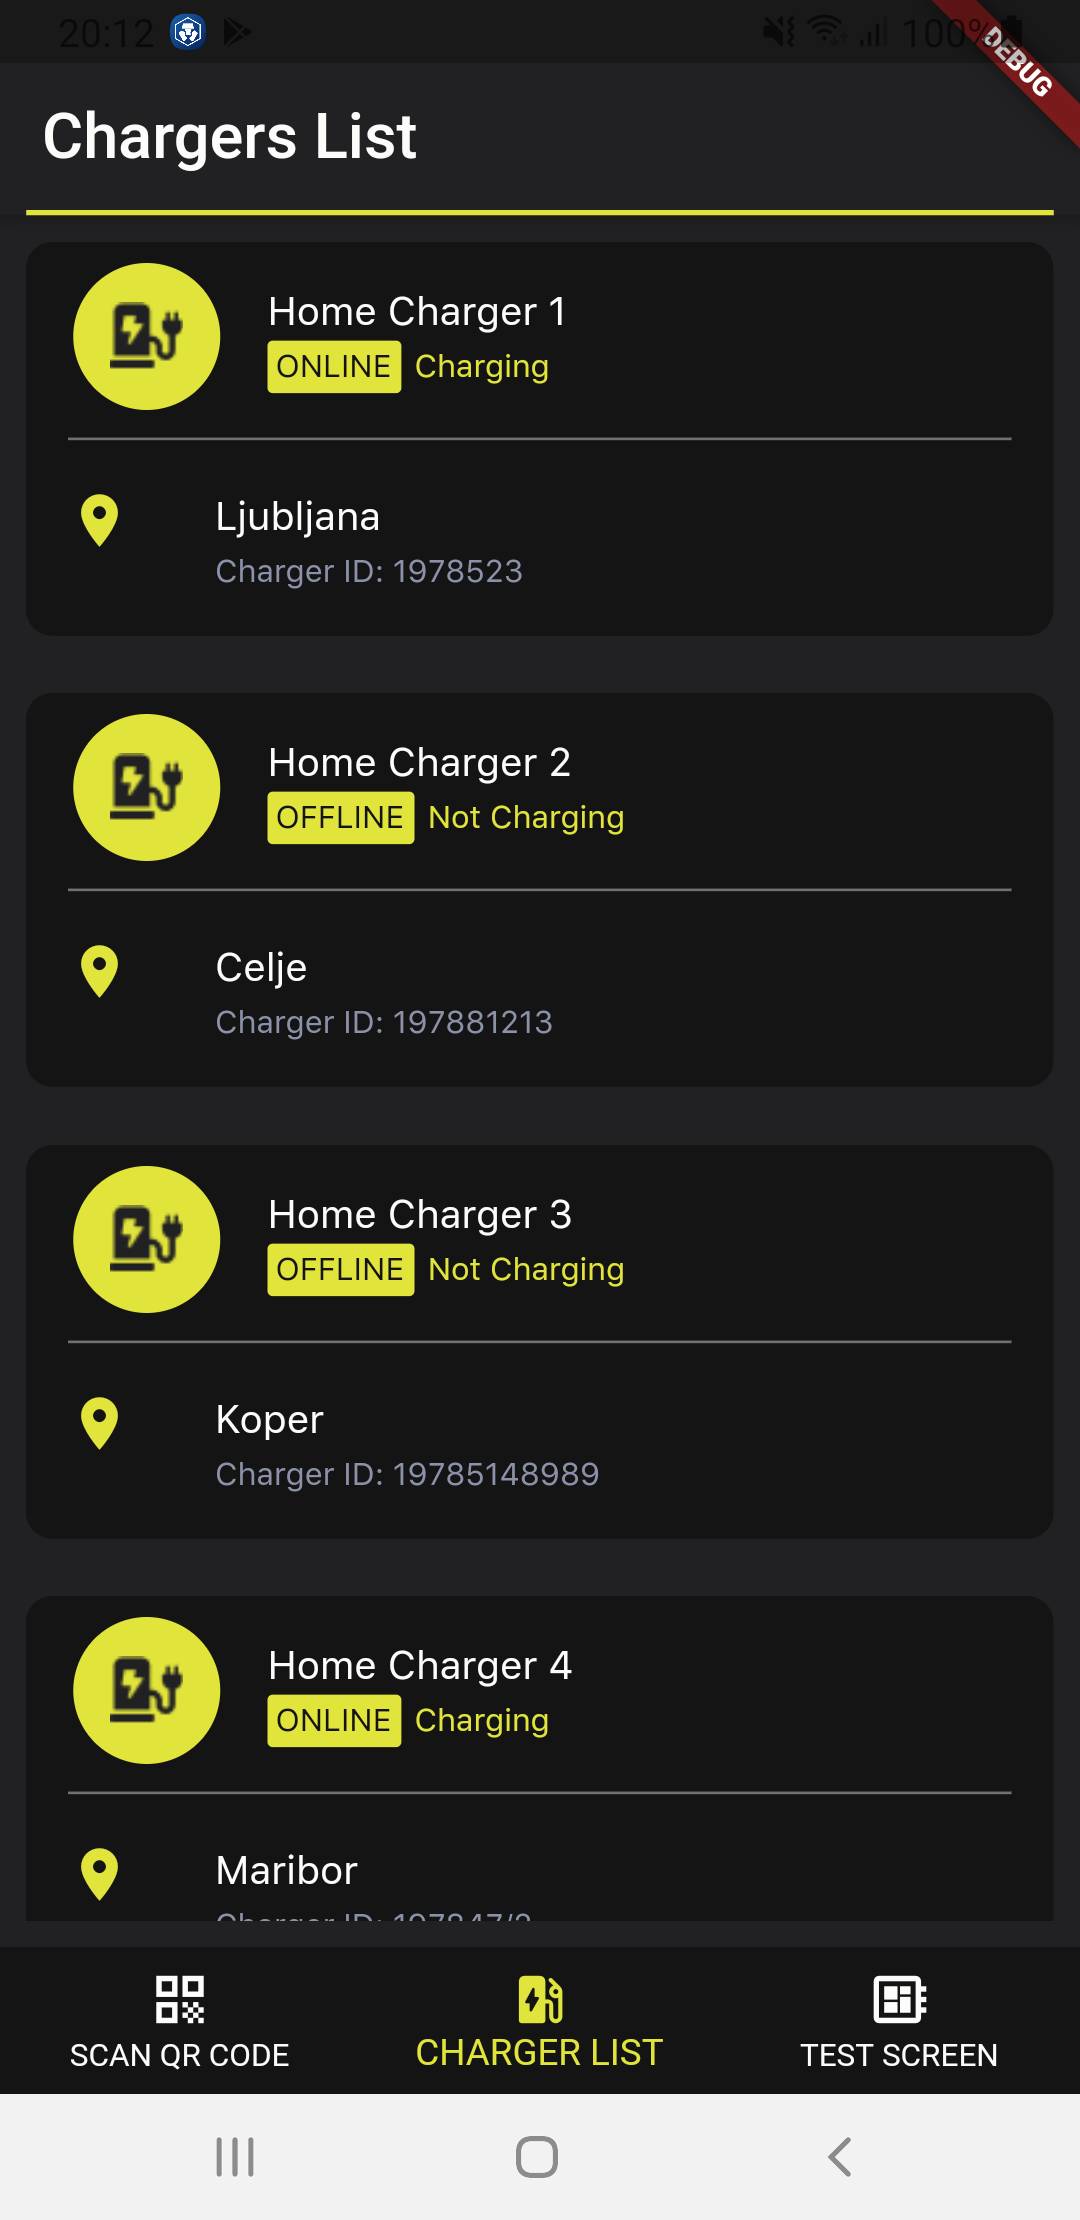 20:12
100%
DEBUG
Chargers List
Home Charger 1
ONLINE Charging
Ljubljana
Charger ID: 1978523
Home Charger 2
OFFLINE Not Charging
Celje
Charger ID: 197881213
Home Charger 3
OFFLINE Not Charging
Koper
Charger ID: 19785148989
Home Charger 4
ONLINE Charging
Maribor
Charger ID:
SCAN QR CODE
CHARGER LIST
TEST SCREEN